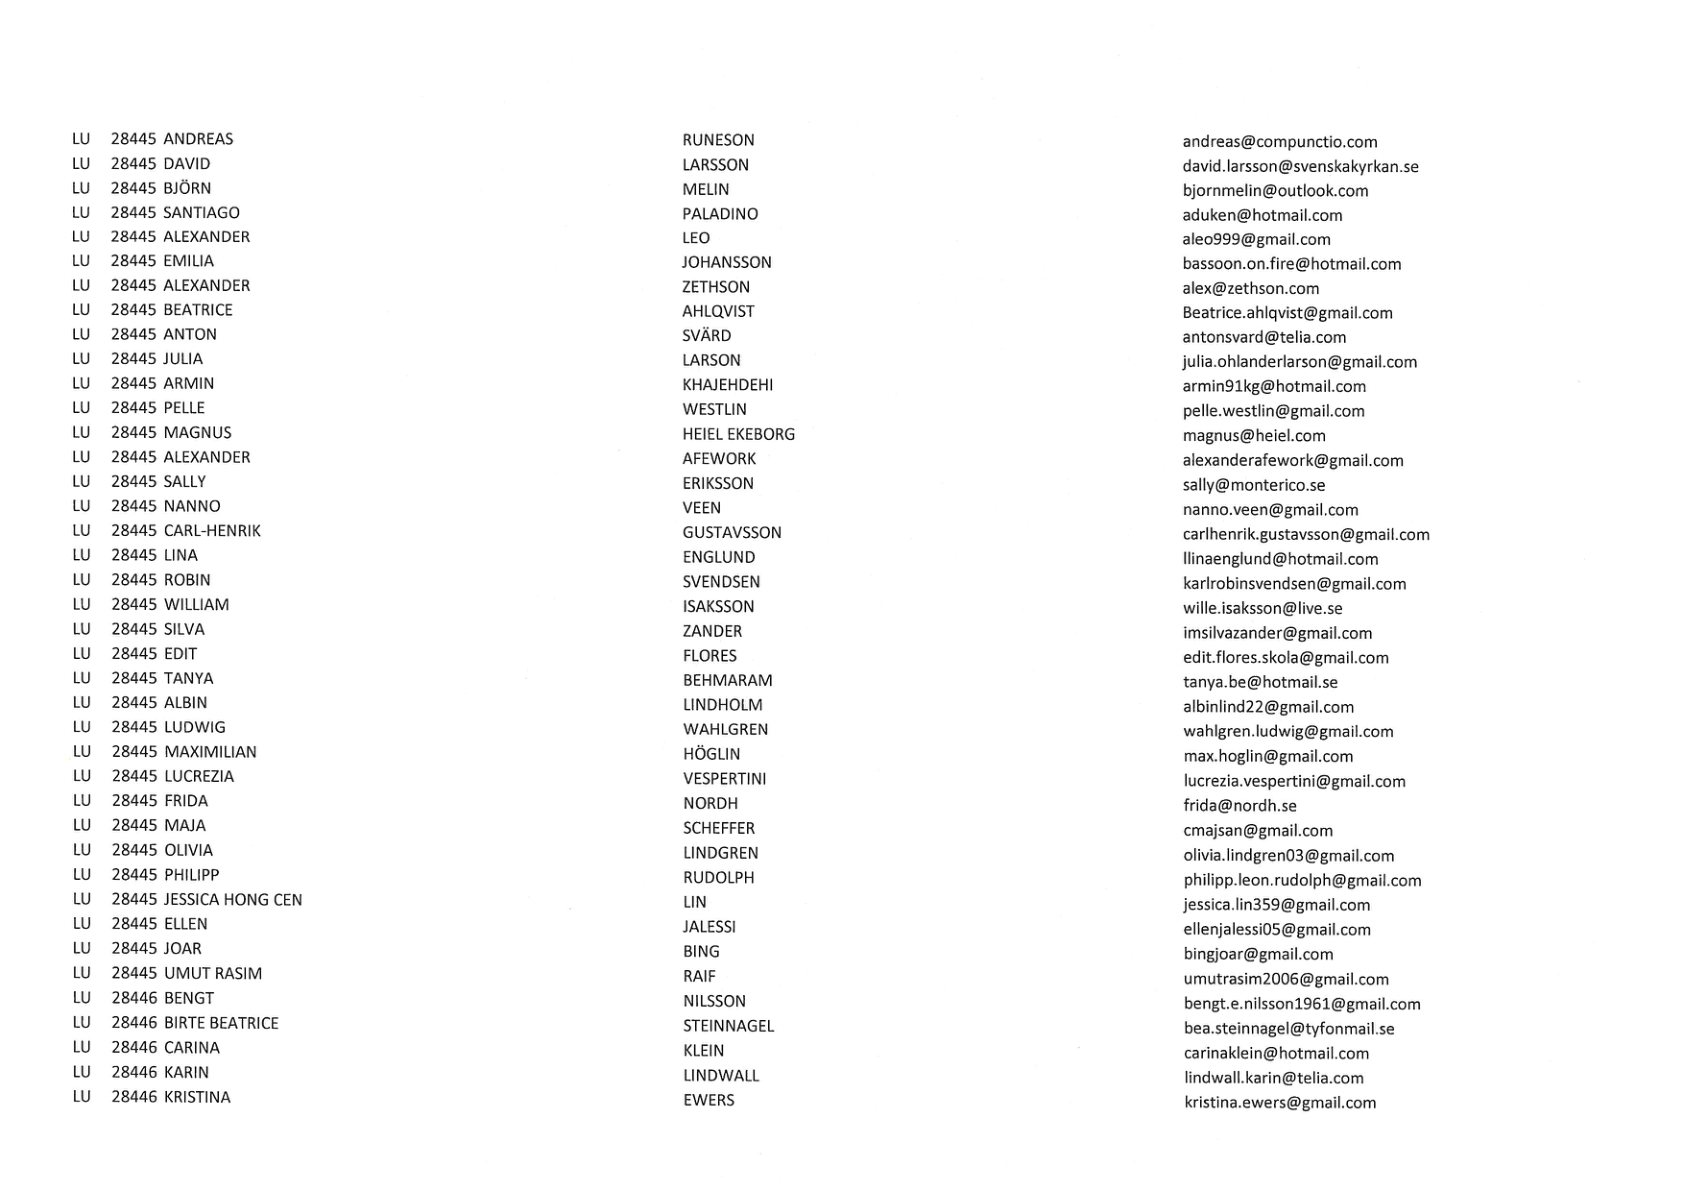 LU 28445 ANDREAS RUNESON andreas@compunctio.com
LU 28445 DAVID LARSSON david.larsson@svenskakyrkan.se
LU 28445 BJÖRN MELIN bjornmelin@outlook.com
LU 28445 SANTIAGO PALADINO aduken@hotmail.com
LU 28445 ALEXANDER LEO aleo999@gmail.com
LU 28445 EMILIA JOHANSSON bassoon.on.fire@hotmail.com
LU 28445 ALEXANDER ZETHSON alex@zethson.com
LU 28445 BEATRICE AHLQVIST Beatrice.ahlqvist@gmail.com
LU 28445 ANTON SVÄRD antonsvard@telia.com
LU 28445 JULIA LARSON julia.ohlanderlarson@gmail.com
LU 28445 ARMIN KHAJEHDEHI armin91kg@hotmail.com
LU 28445 PELLE WESTLIN pelle.westlin@gmail.com
LU 28445 MAGNUS HEIEL EKEBORG magnus@heiel.com
LU 28445 ALEXANDER AFEWORK alexanderafework@gmail.com
LU 28445 SALLY ERIKSSON sally@monterico.se
LU 28445 NANNO VEEN nanno.veen@gmail.com
LU 28445 CARL-HENRIK GUSTAVSSON carlhenrik.gustavsson@gmail.com
LU 28445 LINA ENGLUND llinaenglund@hotmail.com
LU 28445 ROBIN SVENDSEN karlrobinsvendsen@gmail.com
LU 28445 WILLIAM ISAKSSON wille.isaksson@live.se
LU 28445 SILVA ZANDER imsilvazander@gmail.com
LU 28445 EDIT FLORES edit.flores.skola@gmail.com
LU 28445 TANYA BEHMARAM tanya.be@hotmail.se
LU 28445 ALBIN LINDHOLM albinlind22@gmail.com
LU 28445 LUDWIG WAHLGREN wahlgren.ludwig@gmail.com
LU 28445 MAXIMILIAN HÖGLIN max.hoglin@gmail.com
LU 28445 LUCREZIA VESPERTINI lucrezia.vespertini@gmail.com
LU 28445 FRIDA NORDH frida@nordh.se
LU 28445 MAJA SCHEFFER cmajsan@gmail.com
LU 28445 OLIVIA LINDGREN olivia.lindgren03@gmail.com
LU 28445 PHILIPP RUDOLPH philipp.leon.rudolph@gmail.com
LU 28445 JESSICA HONG CEN LIN jessica.lin359@gmail.com
LU 28445 ELLEN JALESSI ellenjalessi05@gmail.com
LU 28445 JOAR BING bingjoar@gmail.com
LU 28445 UMUT RASIM RAIF umutrasim2006@gmail.com
LU 28446 BENGT NILSSON bengt.e.nilsson1961@gmail.com
LU 28446 BIRTE BEATRICE STEINNAGEL bea.steinnagel@tyfonmail.se
LU 28446 CARINA KLEIN carinaklein@hotmail.com
LU 28446 KARIN LINDWALL lindwall.karin@telia.com
LU 28446 KRISTINA EWERS kristina.ewers@gmail.com